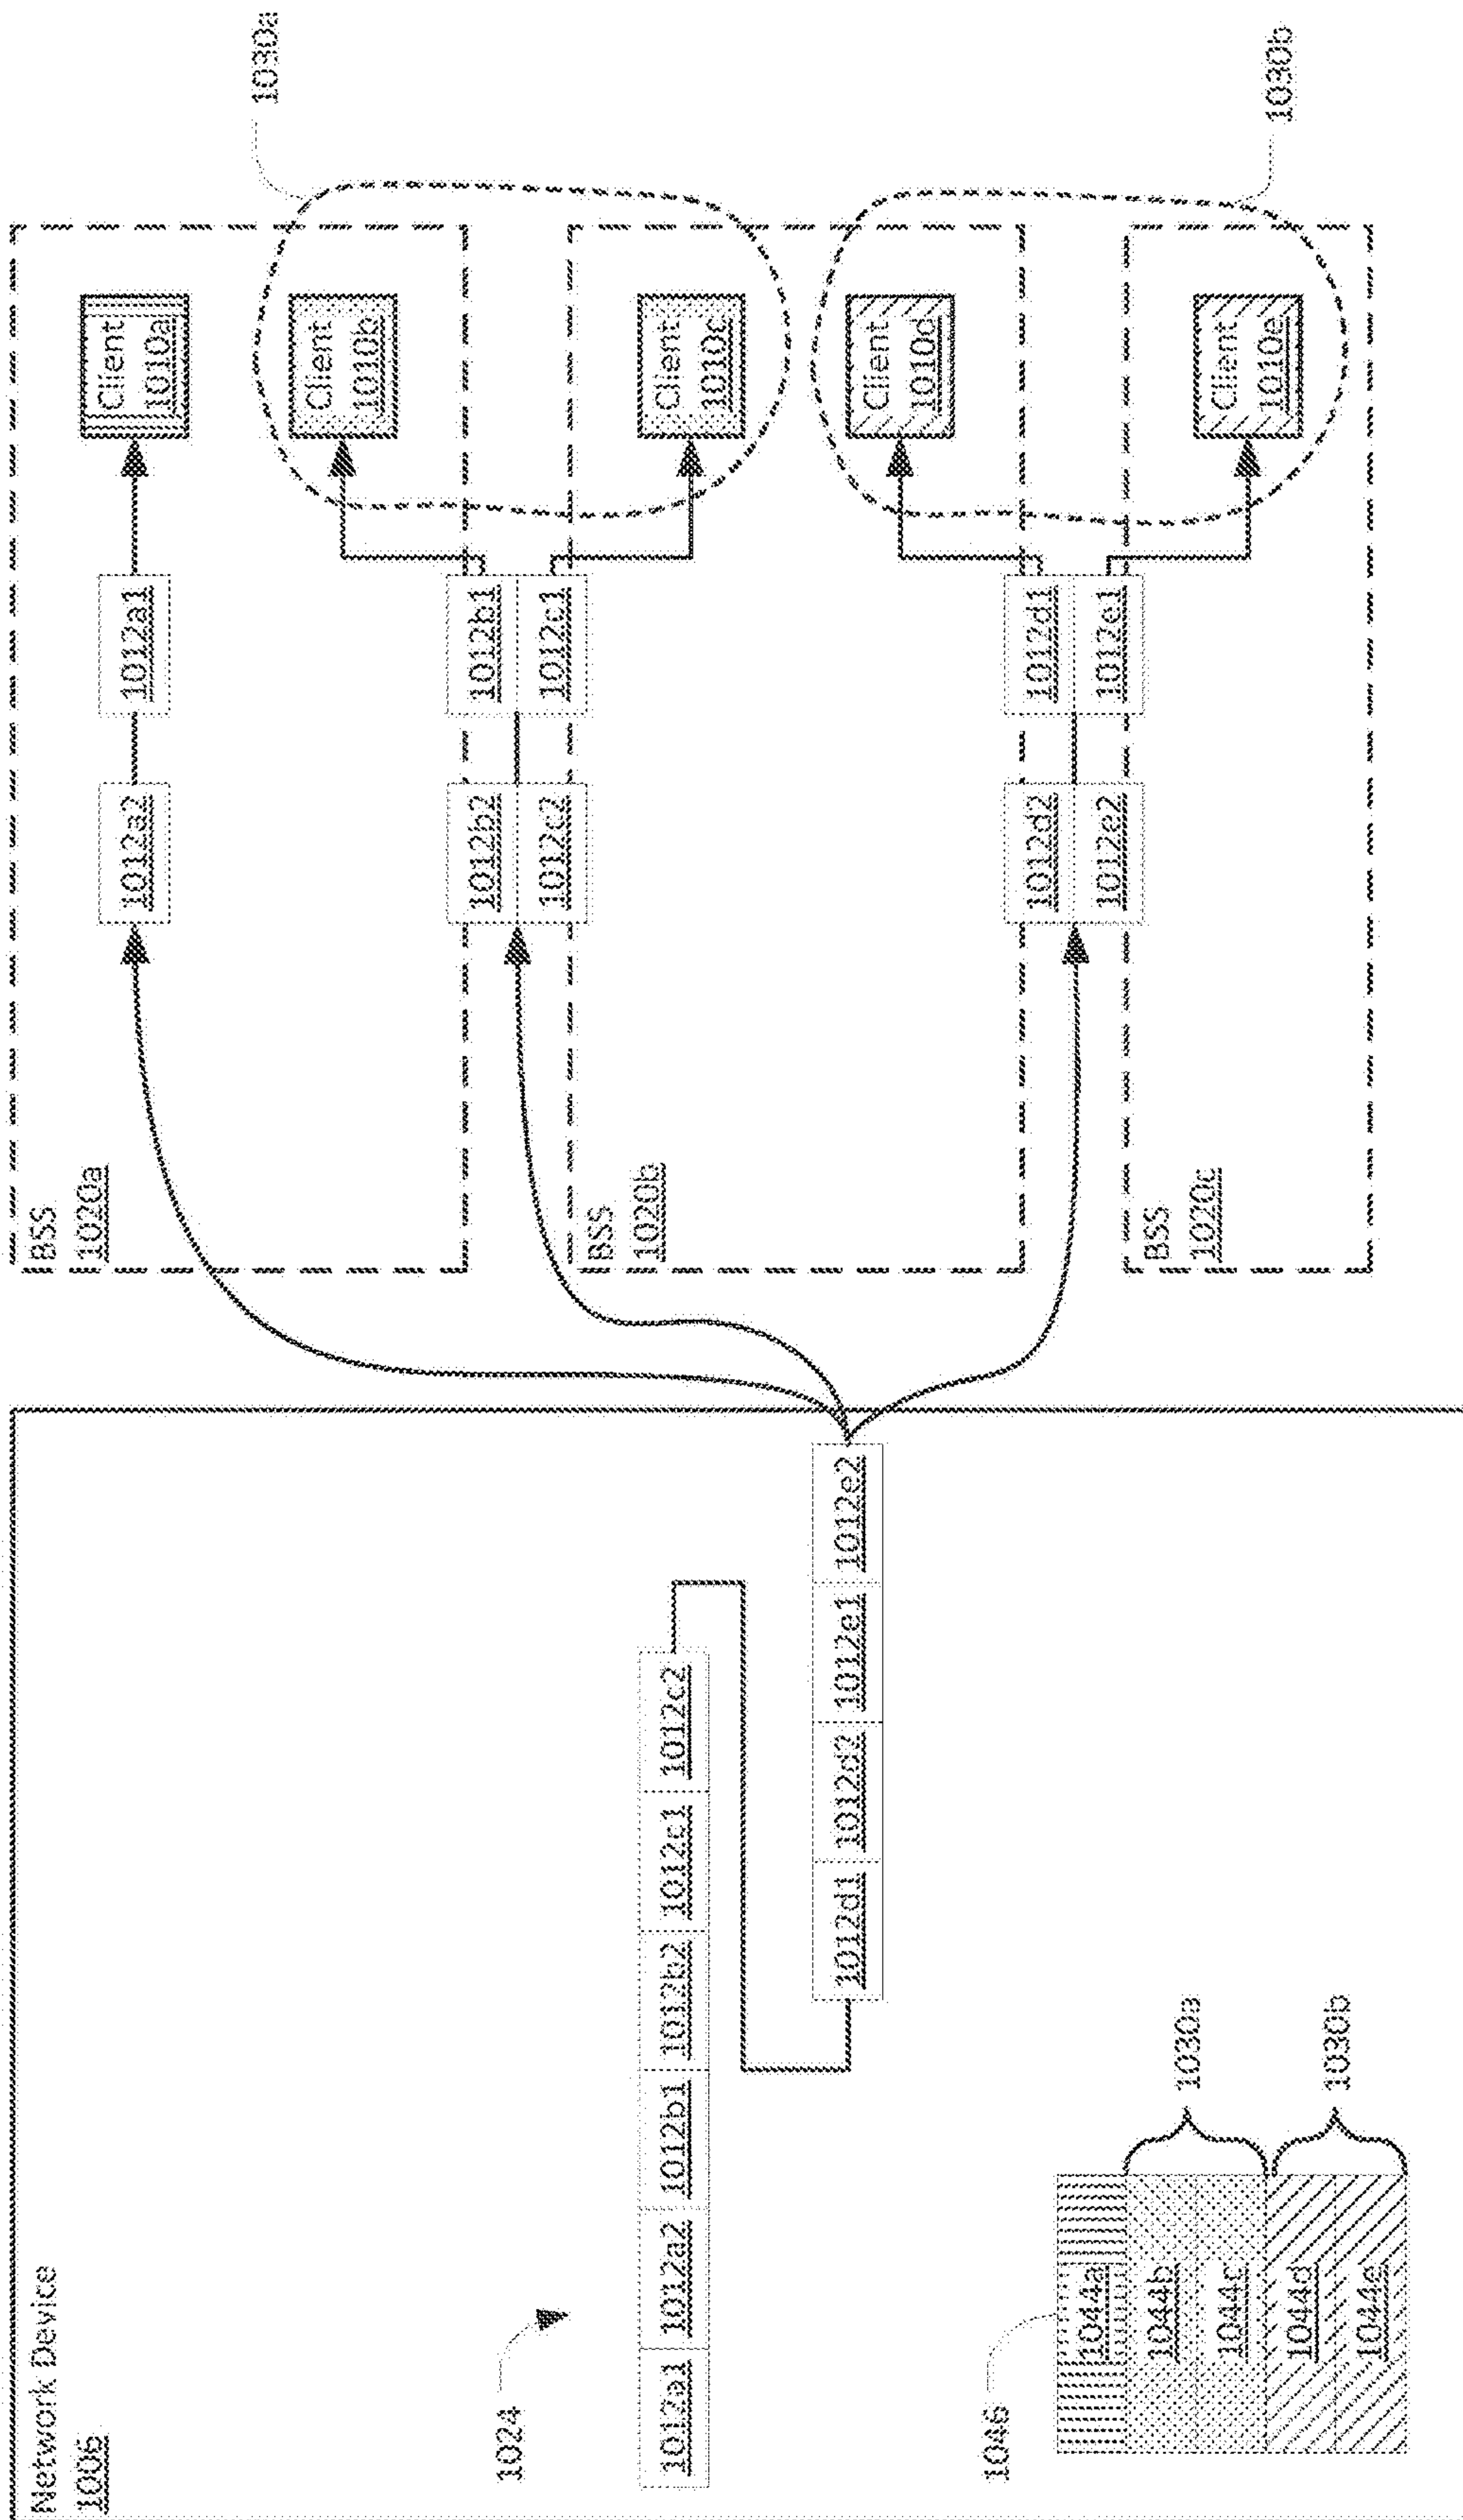 Network Device
1006
1024
1012a1 1012a2 1012b1 1012b2 1012c1 1012c2
1012d1 1012d2 1012e1 1012e2
1046
1044a
1044b
1044c
1044d
1044e
1030a
1030b
BSS
1020a
1012a2
1012a1
Client
1010a
Client
1010b
1030a
1012b2
1012b1
1012c2
1012c1
BSS
1020b
Client
1010c
Client
1010d
1012d2
1012d1
1012e2
1012e1
BSS
1020c
Client
1010e
1030b